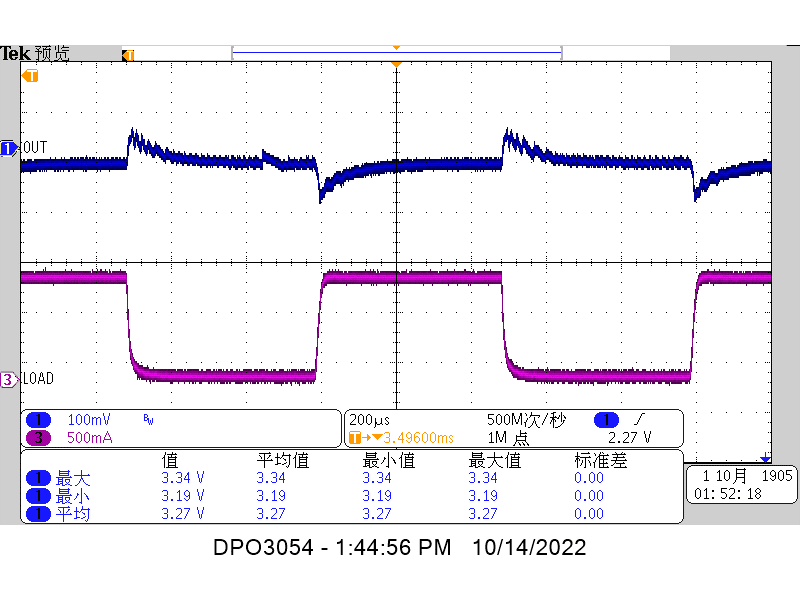 Tek 预览
T
T
1 OUT
3 LOAD
1 100mV BW
3 500mA
200µs 500M次/秒 1
T→▼3.49600ms 1M 点 2.27 V
值 平均值 最小值 最大值 标准差
1 最大 3.34 V 3.34 3.34 3.34 0.00
1 最小 3.19 V 3.19 3.19 3.19 0.00
1 平均 3.27 V 3.27 3.27 3.27 0.00
1 10月 1905
01:52:18
DPO3054 - 1:44:56 PM 10/14/2022